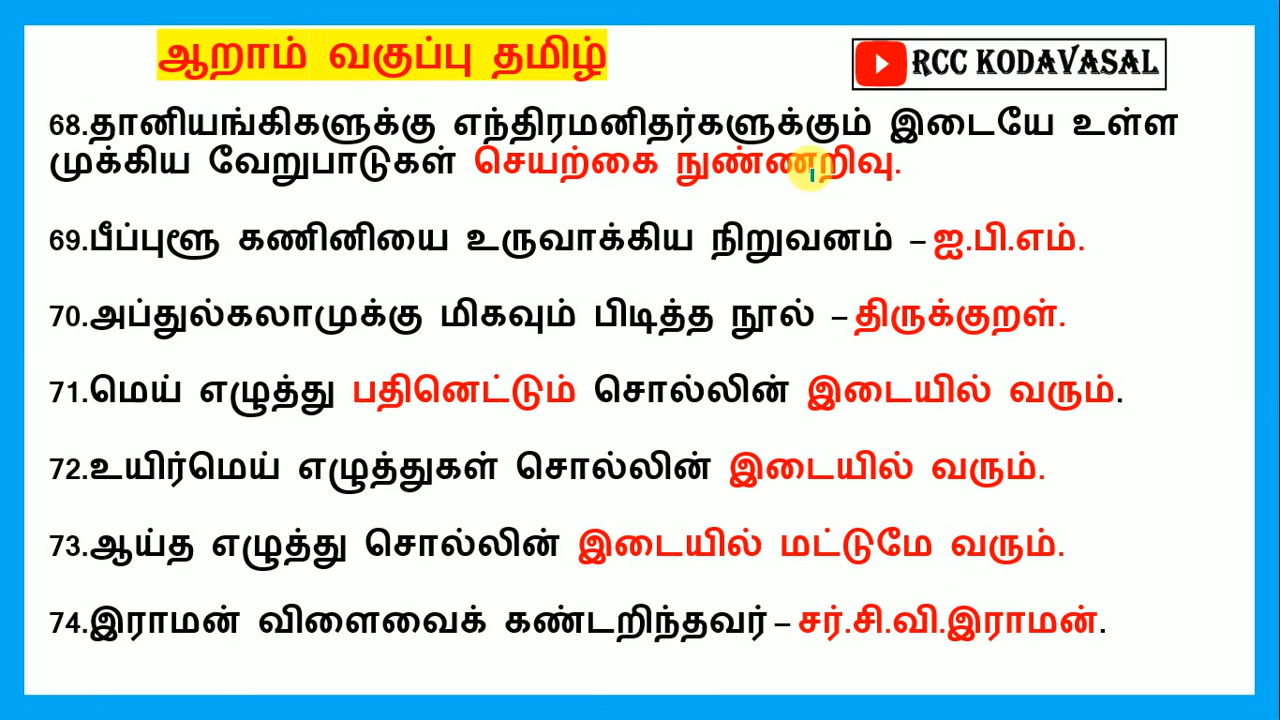 ஆறாம் வகுப்பு தமிழ்
RCC KODAVASAL
68.தானியங்கிகளுக்கு எந்திரமனிதர்களுக்கும் இடையே உள்ள
முக்கிய வேறுபாடுகள் செயற்கை நுண்ணறிவு.
69.பீப்புளூ கணினியை உருவாக்கிய நிறுவனம் – ஐ.பி.எம்.
70.அப்துல்கலாமுக்கு மிகவும் பிடித்த நூல் – திருக்குறள்.
71.மெய் எழுத்து பதினெட்டும் சொல்லின் இடையில் வரும்.
72.உயிர்மெய் எழுத்துகள் சொல்லின் இடையில் வரும்.
73.ஆய்த எழுத்து சொல்லின் இடையில் மட்டுமே வரும்.
74.இராமன் விளைவைக் கண்டறிந்தவர் – சர்.சி.வி.இராமன்.